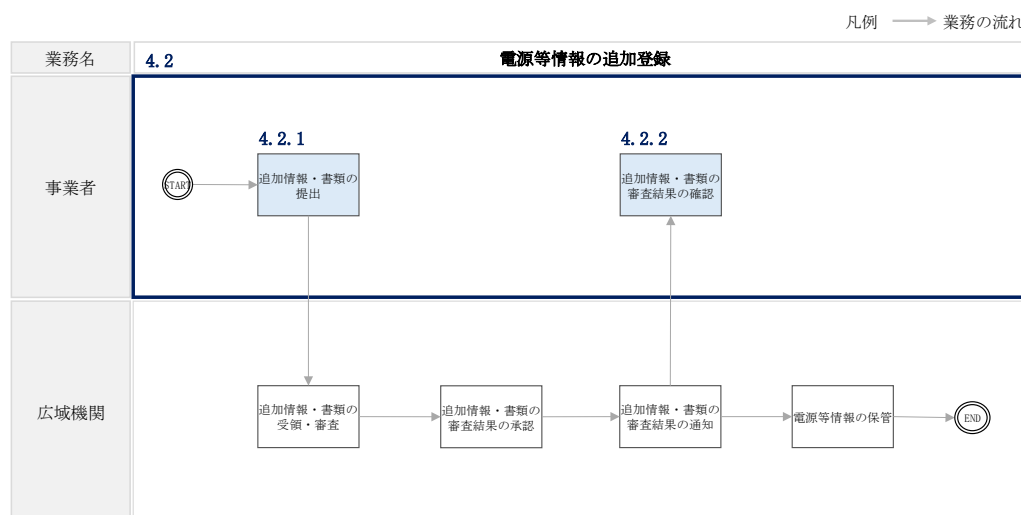 凡例 業務の流れ
業務名
4.2
電源等情報の追加登録
事業者
START
4.2.1
追加情報・書類の
提出
4.2.2
追加情報・書類の
審査結果の確認
広域機関
追加情報・書類の
受領・審査
追加情報・書類の
審査結果の承認
追加情報・書類の
審査結果の通知
電源等情報の保管
END